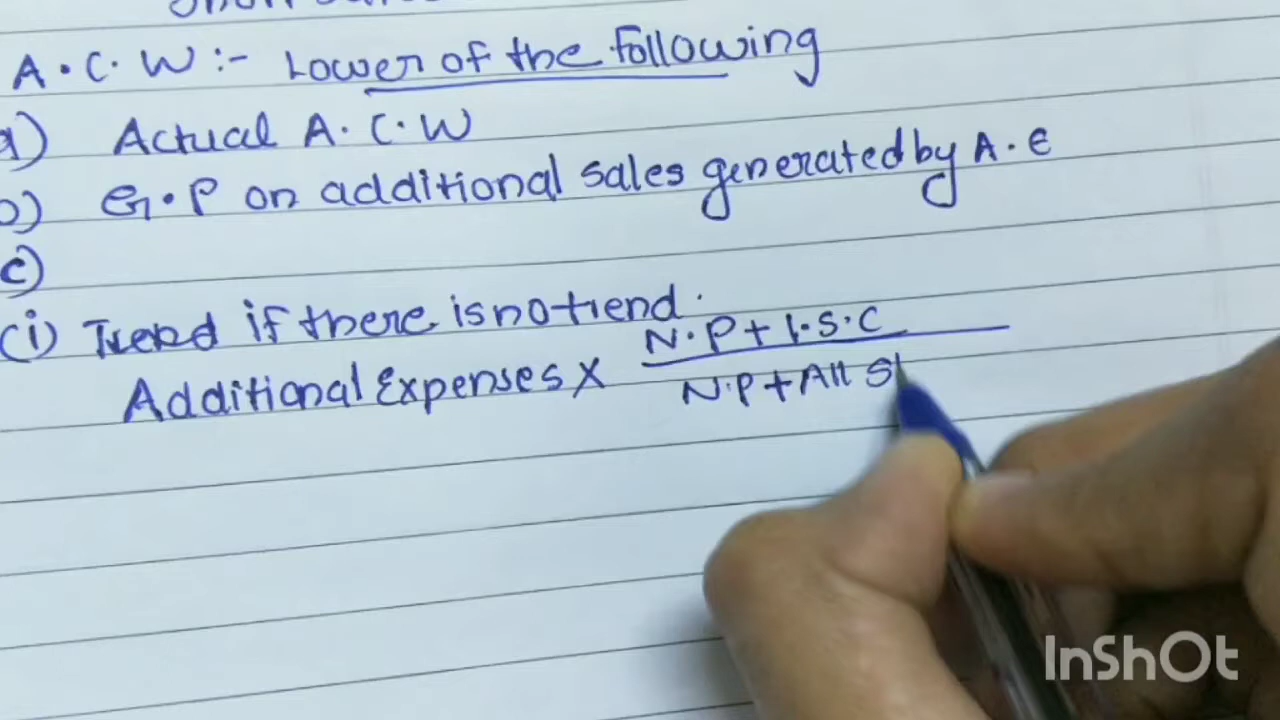 A.C.W :- Lower of the following
a) Actual A.C.W
b) G.P on additional sales generated by A.E
c)
(i) Trend if there is no trend.
Additional Expenses X N.P + I.S.C
N.P + All S
InShOt